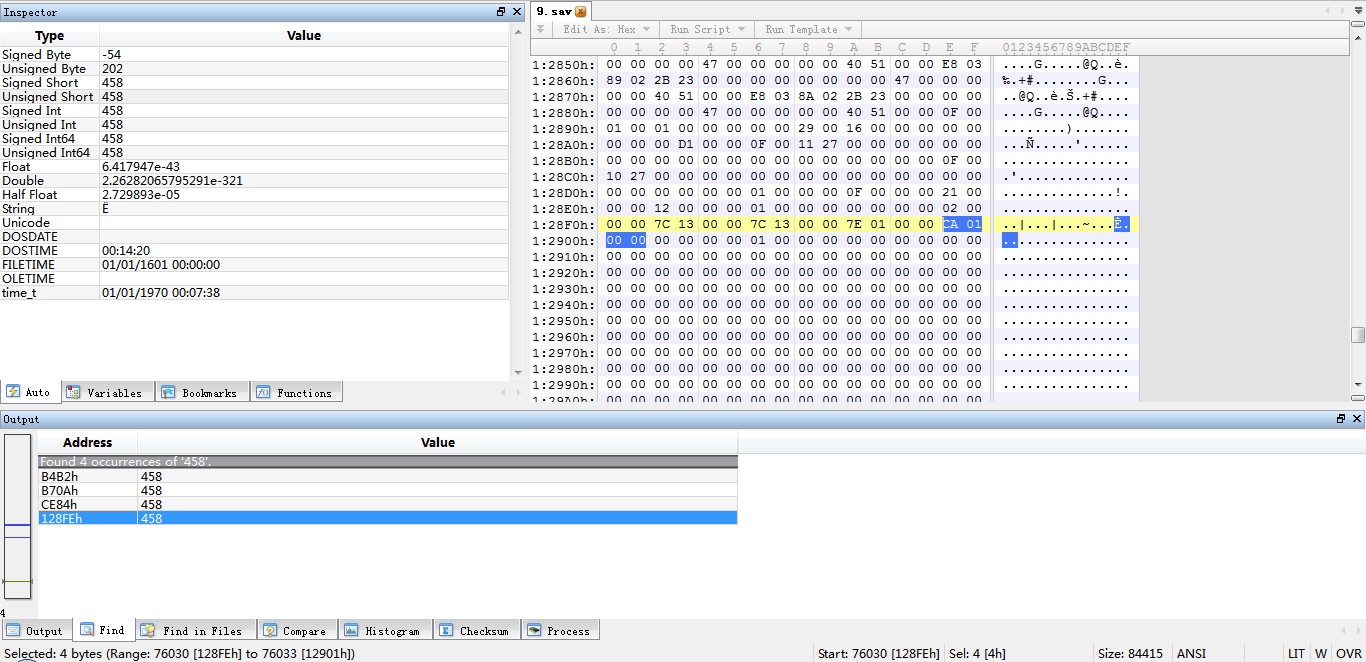 Inspector
Type Value
Signed Byte -54
Unsigned Byte 202
Signed Short 458
Unsigned Short 458
Signed Int 458
Unsigned Int 458
Signed Int64 458
Unsigned Int64 458
Float 6.417947e-43
Double 2.26282065795291e-321
Half Float 2.729893e-05
String Ê
Unicode
DOSDATE
DOSTIME 00:14:20
FILETIME 01/01/1601 00:00:00
OLETIME
time_t 01/01/1970 00:07:38
Auto Variables Bookmarks Functions
9.sav
Edit As: Hex Run Script Run Template
0 1 2 3 4 5 6 7 8 9 A B C D E F 0123456789ABCDEF
1:2850h: 00 00 00 00 47 00 00 00 00 00 40 51 00 00 E8 03 ....G.....@Q..è.
1:2860h: 89 02 2B 23 00 00 00 00 00 00 00 00 47 00 00 00 ‰.+#........G...
1:2870h: 00 00 40 51 00 00 E8 03 8A 02 2B 23 00 00 00 00 ..@Q..è.Š.+#....
1:2880h: 00 00 00 00 47 00 00 00 00 00 40 51 00 00 0F 00 ....G.....@Q....
1:2890h: 01 00 01 00 00 00 00 00 29 00 16 00 00 00 00 00 ........).......
1:28A0h: 00 00 00 D1 00 00 0F 00 11 27 00 00 00 00 00 00 ...Ñ.....'......
1:28B0h: 00 00 00 00 00 00 00 00 00 00 00 00 00 00 0F 00 ................
1:28C0h: 10 27 00 00 00 00 00 00 00 00 00 00 00 00 00 00 .'..............
1:28D0h: 00 00 00 00 00 00 01 00 00 00 0F 00 00 00 21 00 ..............!.
1:28E0h: 00 00 12 00 00 00 01 00 00 00 00 00 00 00 02 00 ................
1:28F0h: 00 00 7C 13 00 00 7C 13 00 00 7E 01 00 00 CA 01 ..|...|...~...Ê.
1:2900h: 00 00 00 00 00 00 01 00 00 00 00 00 00 00 00 00 ................
1:2910h: 00 00 00 00 00 00 00 00 00 00 00 00 00 00 00 00 ................
1:2920h: 00 00 00 00 00 00 00 00 00 00 00 00 00 00 00 00 ................
1:2930h: 00 00 00 00 00 00 00 00 00 00 00 00 00 00 00 00 ................
1:2940h: 00 00 00 00 00 00 00 00 00 00 00 00 00 00 00 00 ................
1:2950h: 00 00 00 00 00 00 00 00 00 00 00 00 00 00 00 00 ................
1:2960h: 00 00 00 00 00 00 00 00 00 00 00 00 00 00 00 00 ................
1:2970h: 00 00 00 00 00 00 00 00 00 00 00 00 00 00 00 00 ................
1:2980h: 00 00 00 00 00 00 00 00 00 00 00 00 00 00 00 00 ................
1:2990h: 00 00 00 00 00 00 00 00 00 00 00 00 00 00 00 00 ................
1:29A0h: 00 00 00 00 00 00 00 00 00 00 00 00 00 00 00 00
Output
Address Value
Found 4 occurrences of '458'.
B4B2h 458
B70Ah 458
CE84h 458
128FEh 458
4
Output Find Find in Files Compare Histogram Checksum Process
Selected: 4 bytes (Range: 76030 [128FEh] to 76033 [12901h]) Start: 76030 [128FEh] Sel: 4 [4h] Size: 84415 ANSI LIT W OVR